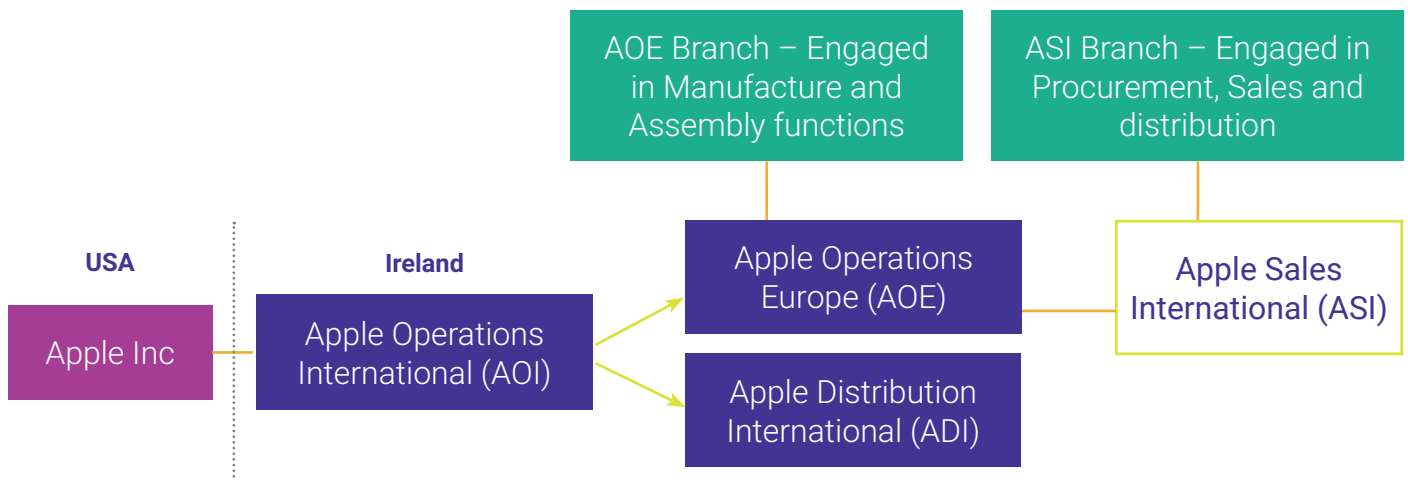 AOE Branch – Engaged
in Manufacture and
Assembly functions
ASI Branch – Engaged in
Procurement, Sales and
distribution
USA
Ireland
Apple Inc
Apple Operations
International (AOI)
Apple Operations
Europe (AOE)
Apple Distribution
International (ADI)
Apple Sales
International (ASI)